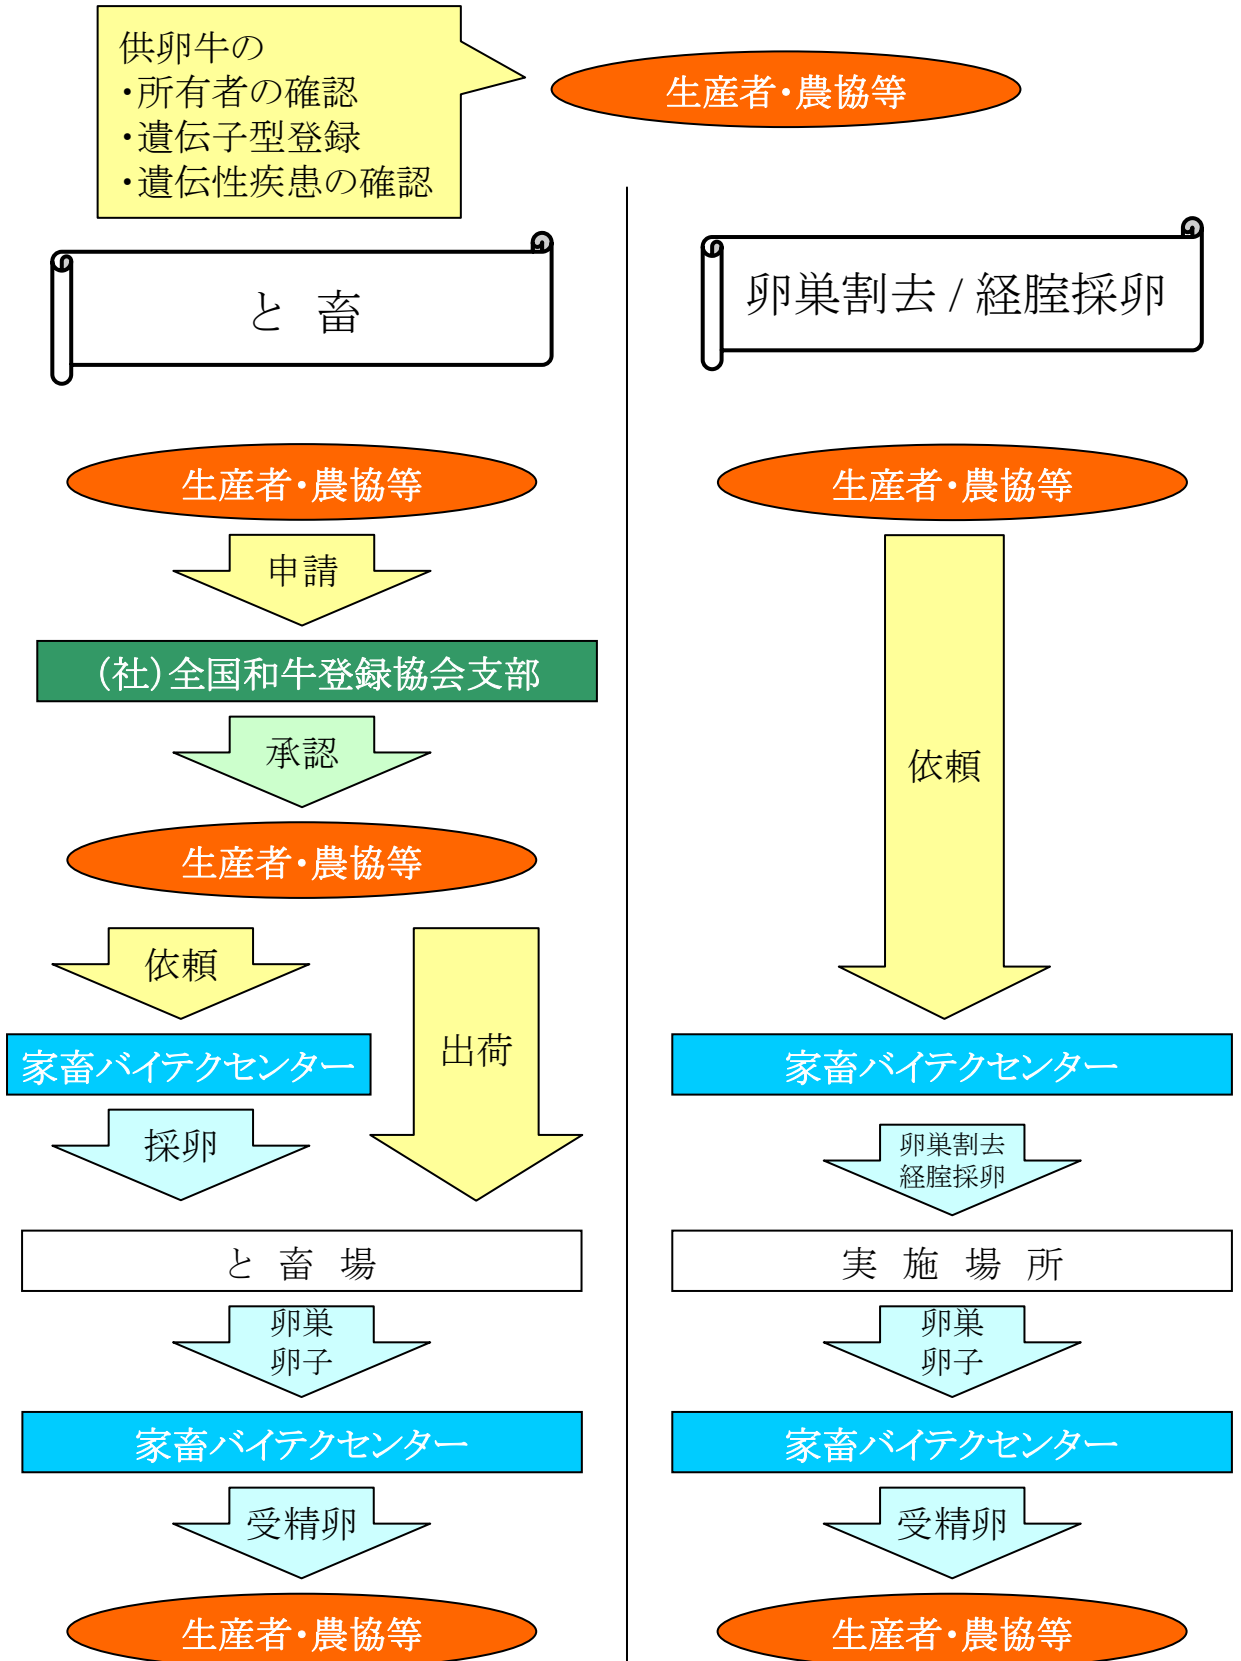 供卵牛の
・所有者の確認
・遺伝子型登録
・遺伝性疾患の確認
生産者・農協等
と 畜
生産者・農協等
申請
(社)全国和牛登録協会支部
承認
生産者・農協等
依頼
出荷
家畜バイテクセンター
採卵
と 畜 場
卵巣
卵子
家畜バイテクセンター
受精卵
生産者・農協等
卵巣割去 / 経腟採卵
生産者・農協等
依頼
家畜バイテクセンター
卵巣割去
経腟採卵
実 施 場 所
卵巣
卵子
家畜バイテクセンター
受精卵
生産者・農協等